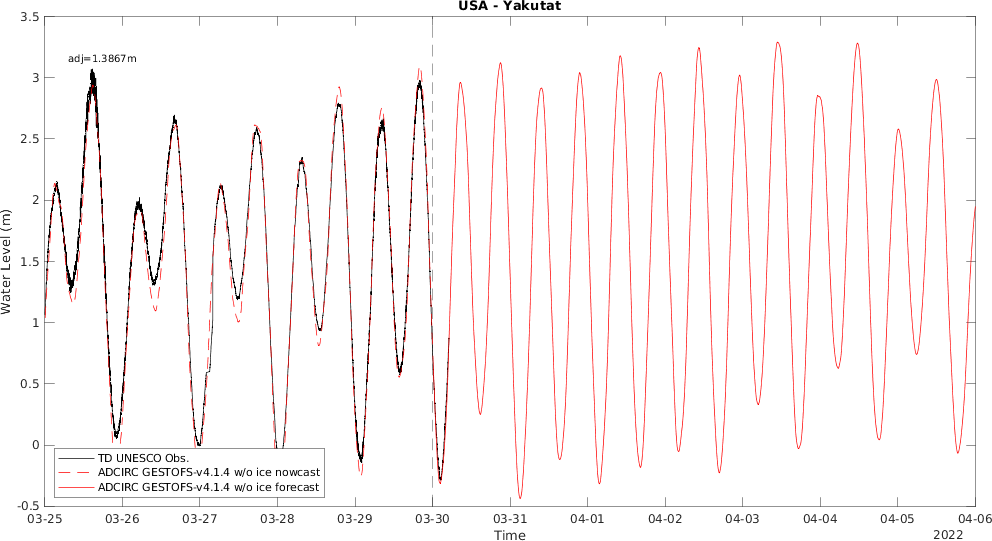 USA - Yakutat
adj=1.3867m
3.5
3
2.5
2
1.5
1
0.5
0
-0.5
Water Level (m)
TD UNESCO Obs.
ADCIRC GESTOFS-v4.1.4 w/o ice nowcast
ADCIRC GESTOFS-v4.1.4 w/o ice forecast
03-25 03-26 03-27 03-28 03-29 03-30 03-31 04-01 04-02 04-03 04-04 04-05 04-06
Time
2022